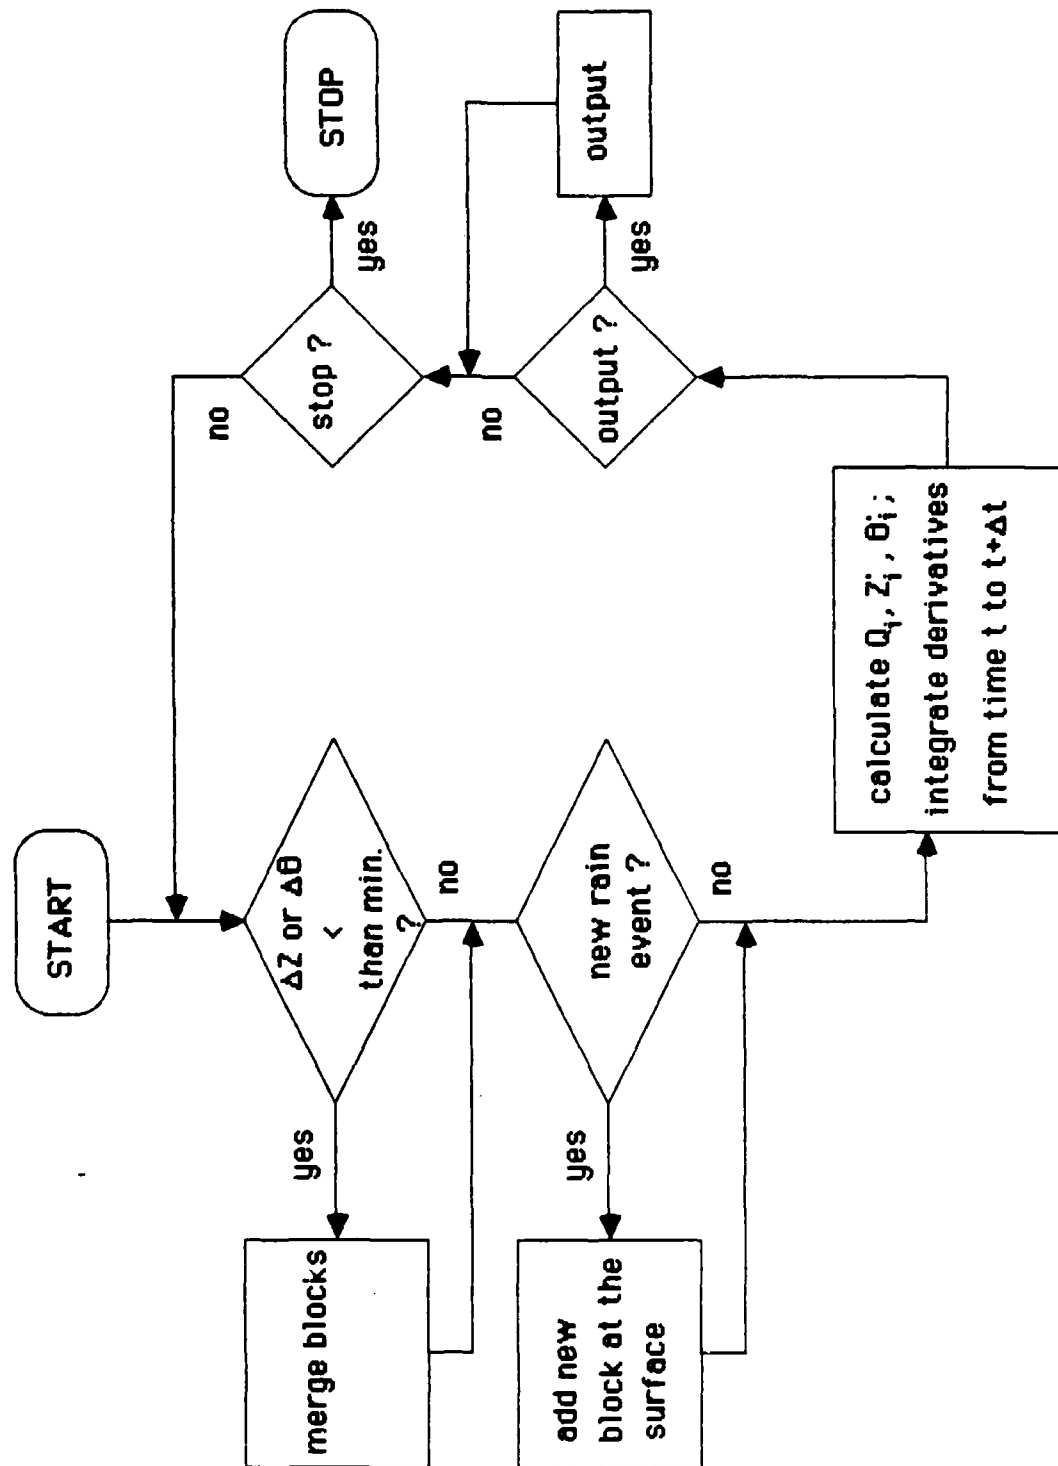 START
ΔZ or Δθ
<
than min.
?
yes
merge blocks
no
new rain
event ?
yes
add new
block at the
surface
no
calculate Qᵢ, Żᵢ, θ̇ᵢ;
integrate derivatives
from time t to t+Δt
output ?
yes
output
no
stop ?
yes
STOP
no